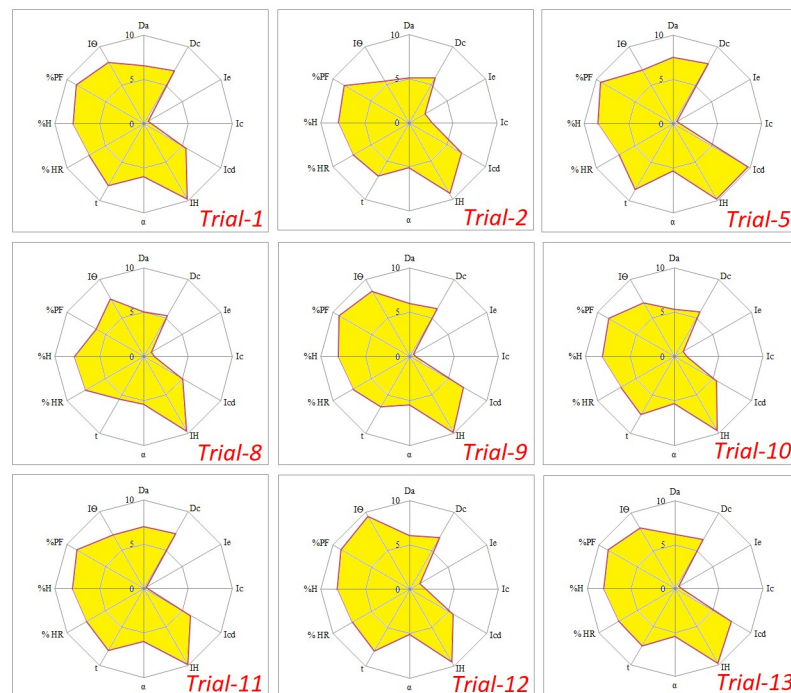 Da
10
IΘ
Dc
%PF
5
Ie
%H
0
Ic
% HR
Icd
t
IH
α
Trial-1
Da
10
IΘ
Dc
%PF
5
Ie
%H
0
Ic
% HR
Icd
t
IH
α
Trial-2
Da
10
IΘ
Dc
%PF
5
Ie
%H
0
Ic
% HR
Icd
t
IH
α
Trial-5
Da
10
IΘ
Dc
%PF
5
Ie
%H
0
Ic
% HR
Icd
t
IH
α
Trial-8
Da
10
IΘ
Dc
%PF
5
Ie
%H
0
Ic
% HR
Icd
t
IH
α
Trial-9
Da
10
IΘ
Dc
%PF
5
Ie
%H
0
Ic
% HR
Icd
t
IH
α
Trial-10
Da
10
IΘ
Dc
%PF
5
Ie
%H
0
Ic
% HR
Icd
t
IH
α
Trial-11
Da
10
IΘ
Dc
%PF
5
Ie
%H
0
Ic
% HR
Icd
t
IH
α
Trial-12
Da
10
IΘ
Dc
%PF
5
Ie
%H
0
Ic
% HR
Icd
t
IH
α
Trial-13